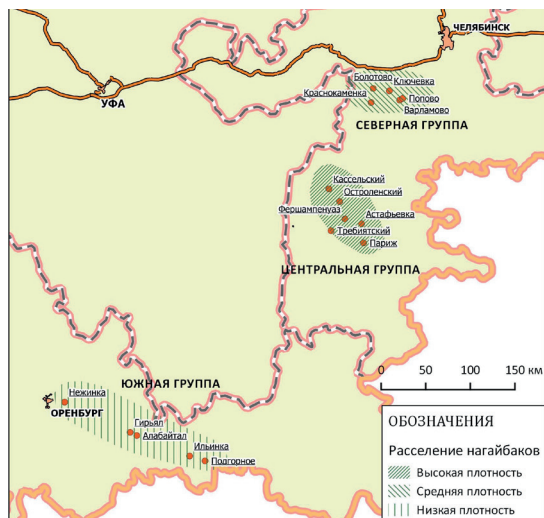 ЧЕЛЯБИНСК
УФА
Болотово
Ключевка
Краснокаменка
Попово
Варламово
СЕВЕРНАЯ ГРУППА
Кассельский
Остроленский
Фершампенуаз
Астафьевка
Требиятский
Париж
ЦЕНТРАЛЬНАЯ ГРУППА
0 50 100 150 км
ЮЖНАЯ ГРУППА
Нежинка
ОРЕНБУРГ
Гирьял
Алабайтал
Ильинка
Подгорное
ОБОЗНАЧЕНИЯ
Расселение нагайбаков
Высокая плотность
Средняя плотность
Низкая плотность